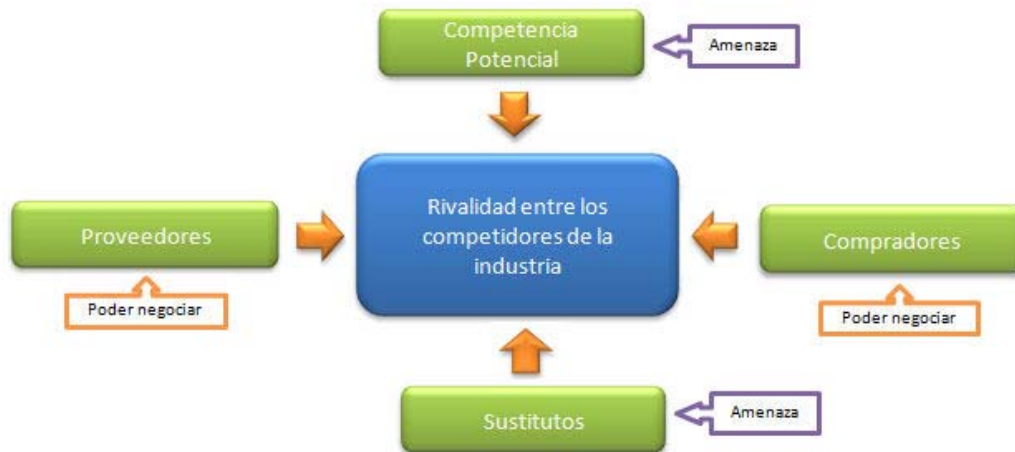 Competencia
Potencial
Amenaza
Rivalidad entre los
competidores de la
industria
Proveedores
Compradores
Poder negociar
Poder negociar
Sustitutos
Amenaza